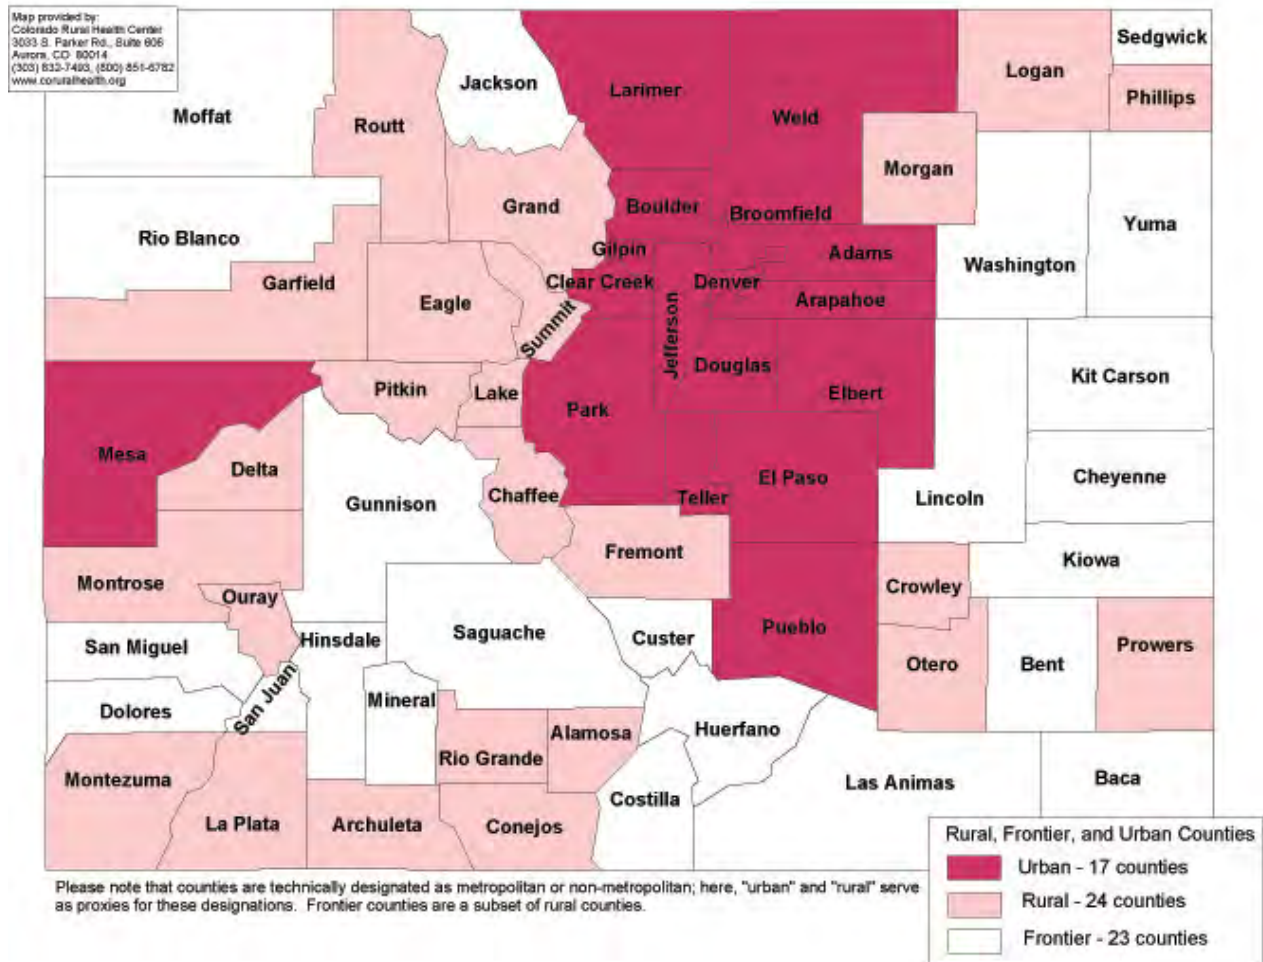 Map provided by:
Colorado Rural Health Center
3033 S. Parker Rd., Suite 606
Aurora, CO 80014
(303) 832-7493, (800) 851-6782
www.coruralhealth.org
Sedgwick
Logan
Jackson
Larimer
Phillips
Moffat
Routt
Weld
Morgan
Grand
Boulder
Broomfield
Yuma
Rio Blanco
Gilpin
Adams
Washington
Garfield
Clear Creek
Denver
Eagle
Arapahoe
Summit
Jefferson
Douglas
Kit Carson
Pitkin
Lake
Elbert
Park
Mesa
Delta
El Paso
Cheyenne
Gunnison
Chaffee
Teller
Lincoln
Fremont
Kiowa
Montrose
Ouray
Crowley
San Miguel
Hinsdale
Saguache
Custer
Pueblo
Prowers
Otero
Bent
San Juan
Mineral
Dolores
Huerfano
Alamosa
Rio Grande
Montezuma
Las Animas
Baca
Costilla
La Plata
Archuleta
Conejos
Rural, Frontier, and Urban Counties
Urban - 17 counties
Rural - 24 counties
Frontier - 23 counties
Please note that counties are technically designated as metropolitan or non-metropolitan; here, "urban" and "rural" serve
as proxies for these designations. Frontier counties are a subset of rural counties.